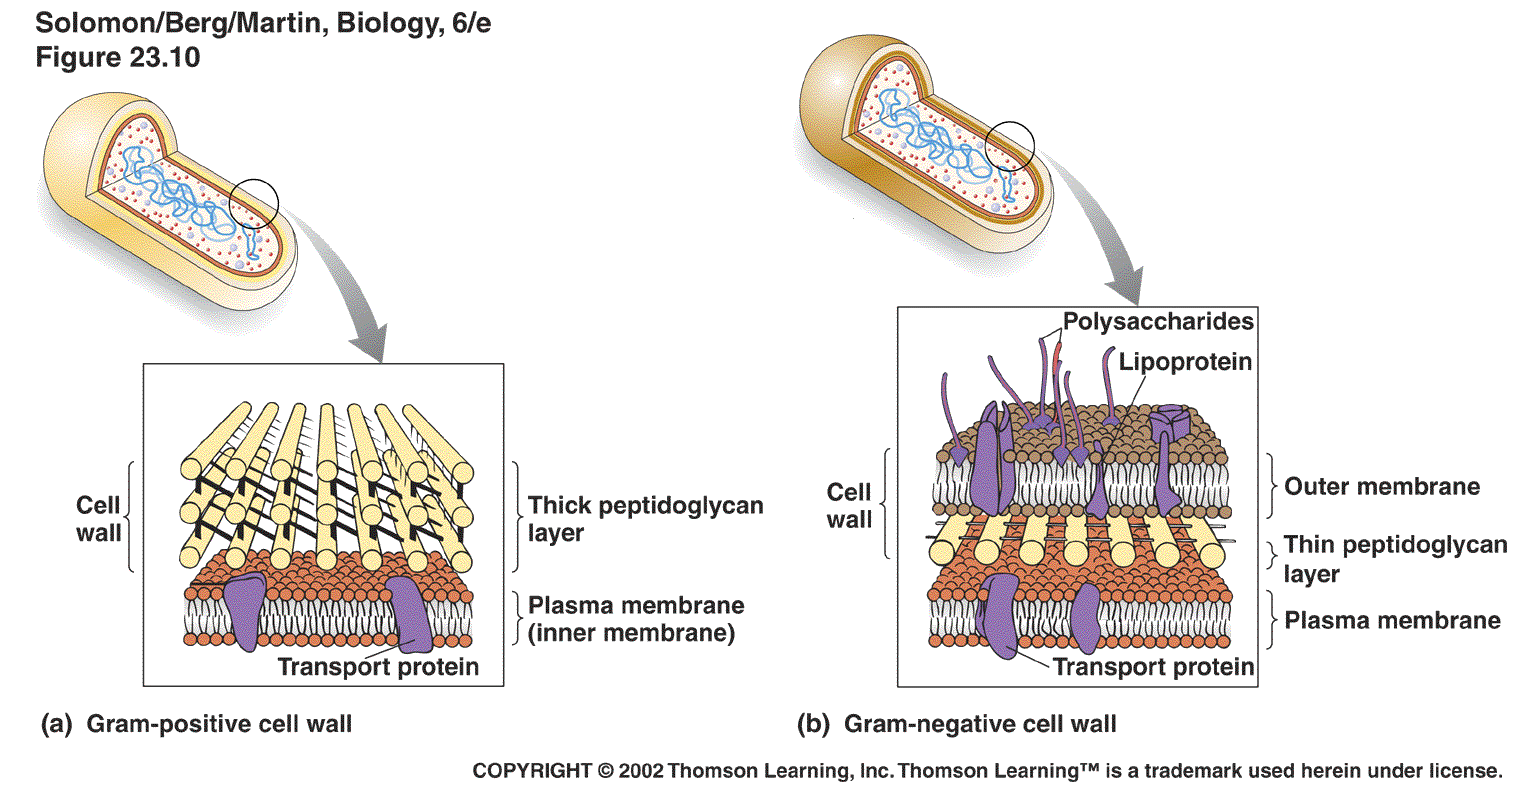 Solomon/Berg/Martin, Biology, 6/e
Figure 23.10
Cell
wall
Thick peptidoglycan
layer
Plasma membrane
(inner membrane)
Transport protein
(a) Gram-positive cell wall
Polysaccharides
Lipoprotein
Cell
wall
Outer membrane
Thin peptidoglycan
layer
Plasma membrane
Transport protein
(b) Gram-negative cell wall
COPYRIGHT © 2002 Thomson Learning, Inc. Thomson Learning™ is a trademark used herein under license.